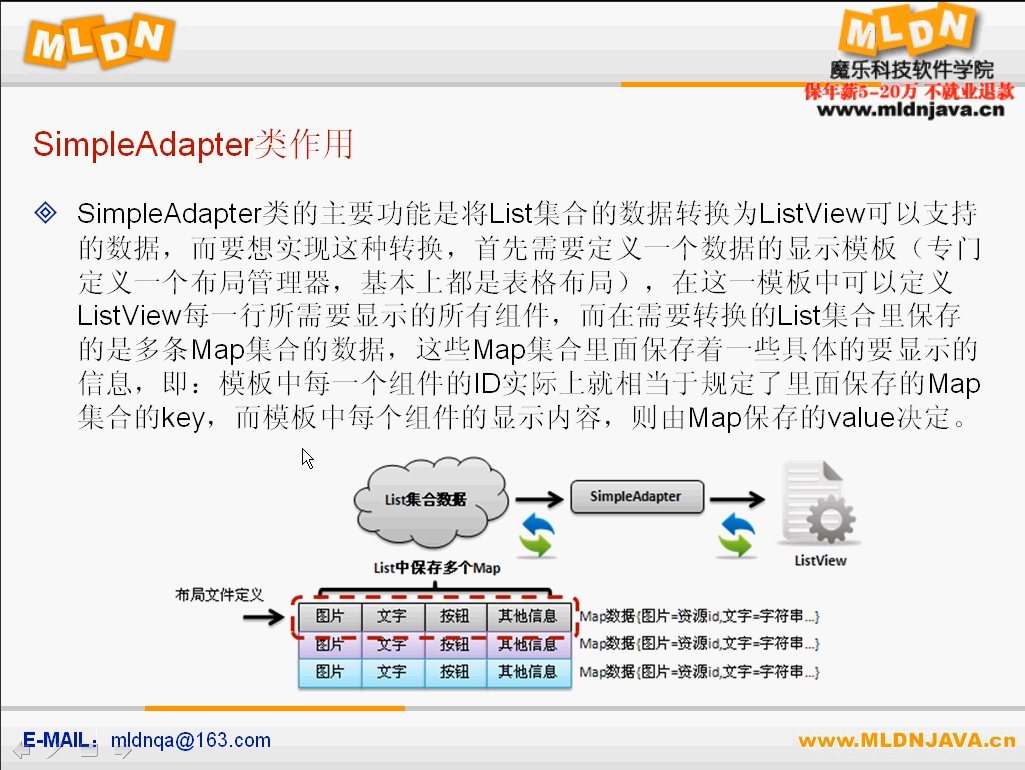 MLDN
MLDN
魔乐科技软件学院
保年薪5-20万 不就业退款
www.mldnjava.cn
SimpleAdapter类作用
SimpleAdapter类的主要功能是将List集合的数据转换为ListView可以支持
的数据，而要想实现这种转换，首先需要定义一个数据的显示模板（专门
定义一个布局管理器，基本上都是表格布局），在这一模板中可以定义
ListView每一行所需要显示的所有组件，而在需要转换的List集合里保存
的是多条Map集合的数据，这些Map集合里面保存着一些具体的要显示的
信息，即：模板中每一个组件的ID实际上就相当于规定了里面保存的Map
集合的key，而模板中每个组件的显示内容，则由Map保存的value决定。
List集合数据
SimpleAdapter
ListView
List中保存多个Map
布局文件定义
图片 文字 按钮 其他信息 Map数据{图片=资源id,文字=字符串...}
图片 文字 按钮 其他信息 Map数据{图片=资源id,文字=字符串...}
图片 文字 按钮 其他信息 Map数据{图片=资源id,文字=字符串...}
E-MAIL：mldnqa@163.com
www.MLDNJAVA.cn